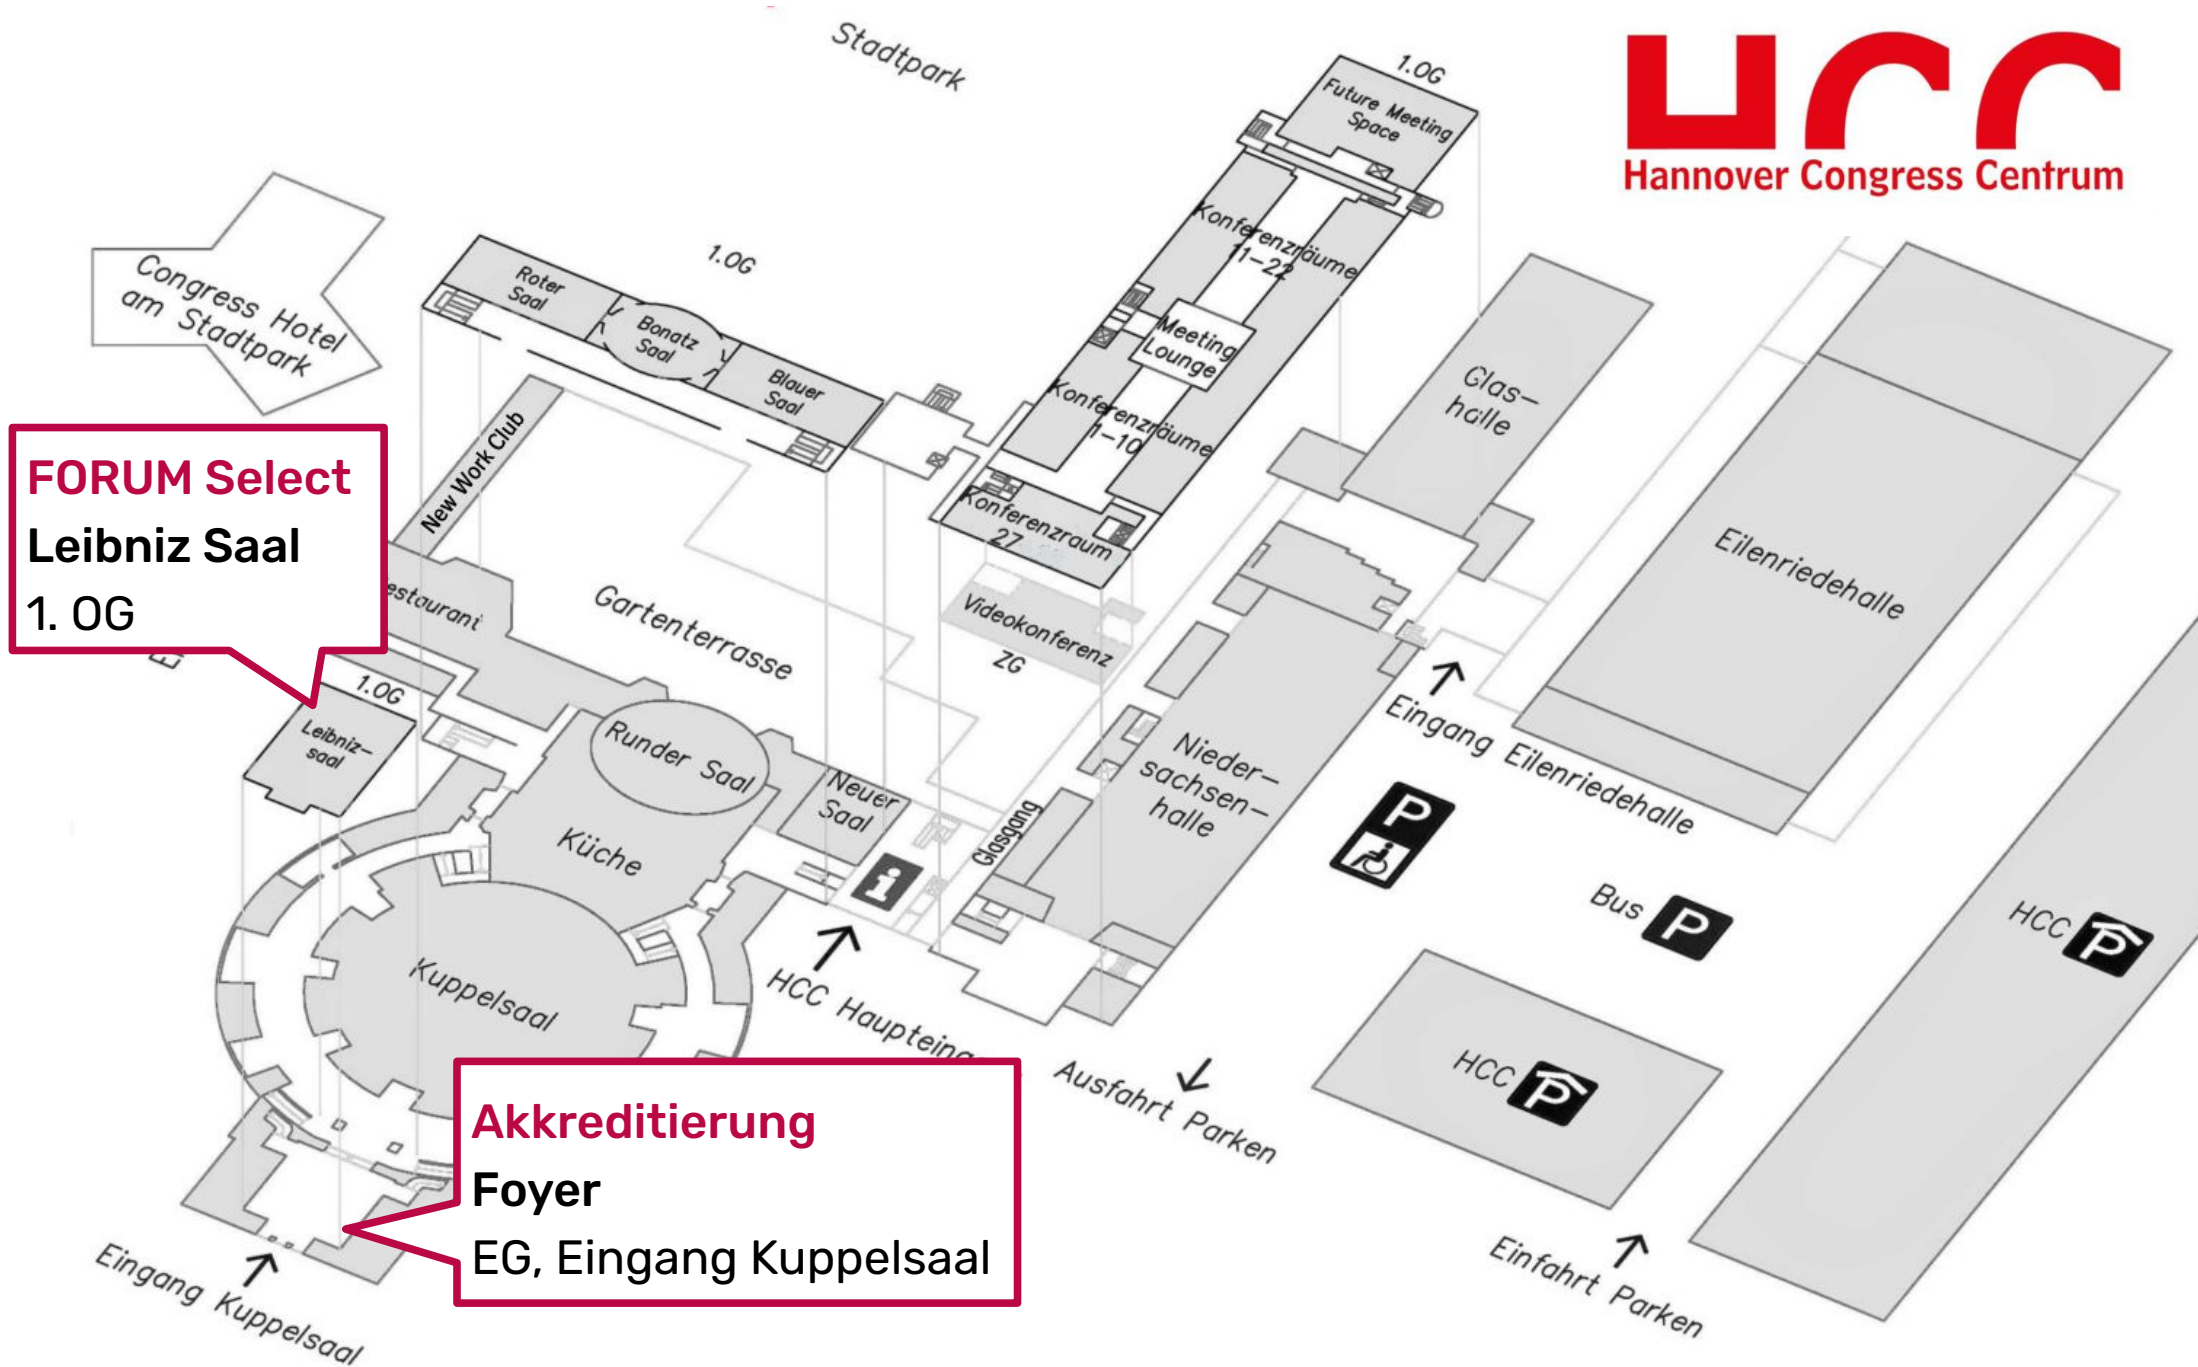 Stadtpark
1.OG
Future Meeting
Space
HCC
Hannover Congress Centrum
Congress Hotel
am Stadtpark
1.OG
Roter
Saal
Bonatz
Saal
Blauer
Saal
Konferenzräume
11-22
Meeting
Lounge
Konferenzräume
1-10
Konferenzraum
27
Glas-
halle
Eilenriedehalle
New Work Club
FORUM Select
Leibniz Saal
1. OG
Gartenterrasse
Videokonferenz
ZG
1.OG
Leibniz-
saal
Runder Saal
Neuer
Saal
Küche
Glasgang
Nieder-
sachsen-
halle
Eingang Eilenriedehalle
P
Bus P
HCC P
HCC P
i
Kuppelsaal
HCC
Ausfahrt Parken
Einfahrt Parken
Akkreditierung
Foyer
EG, Eingang Kuppelsaal
Eingang Kuppelsaal